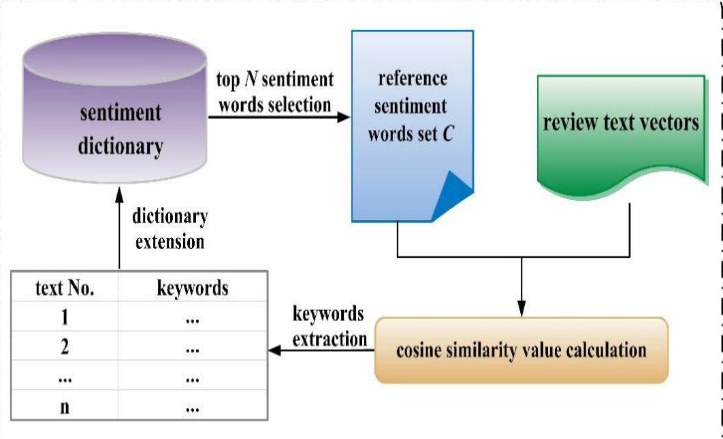 sentiment
dictionary
top N sentiment
words selection
reference
sentiment
words set C
review text vectors
dictionary
extension
text No. keywords
1 ...
2 ...
... ...
n ...
keywords
extraction
cosine similarity value calculation